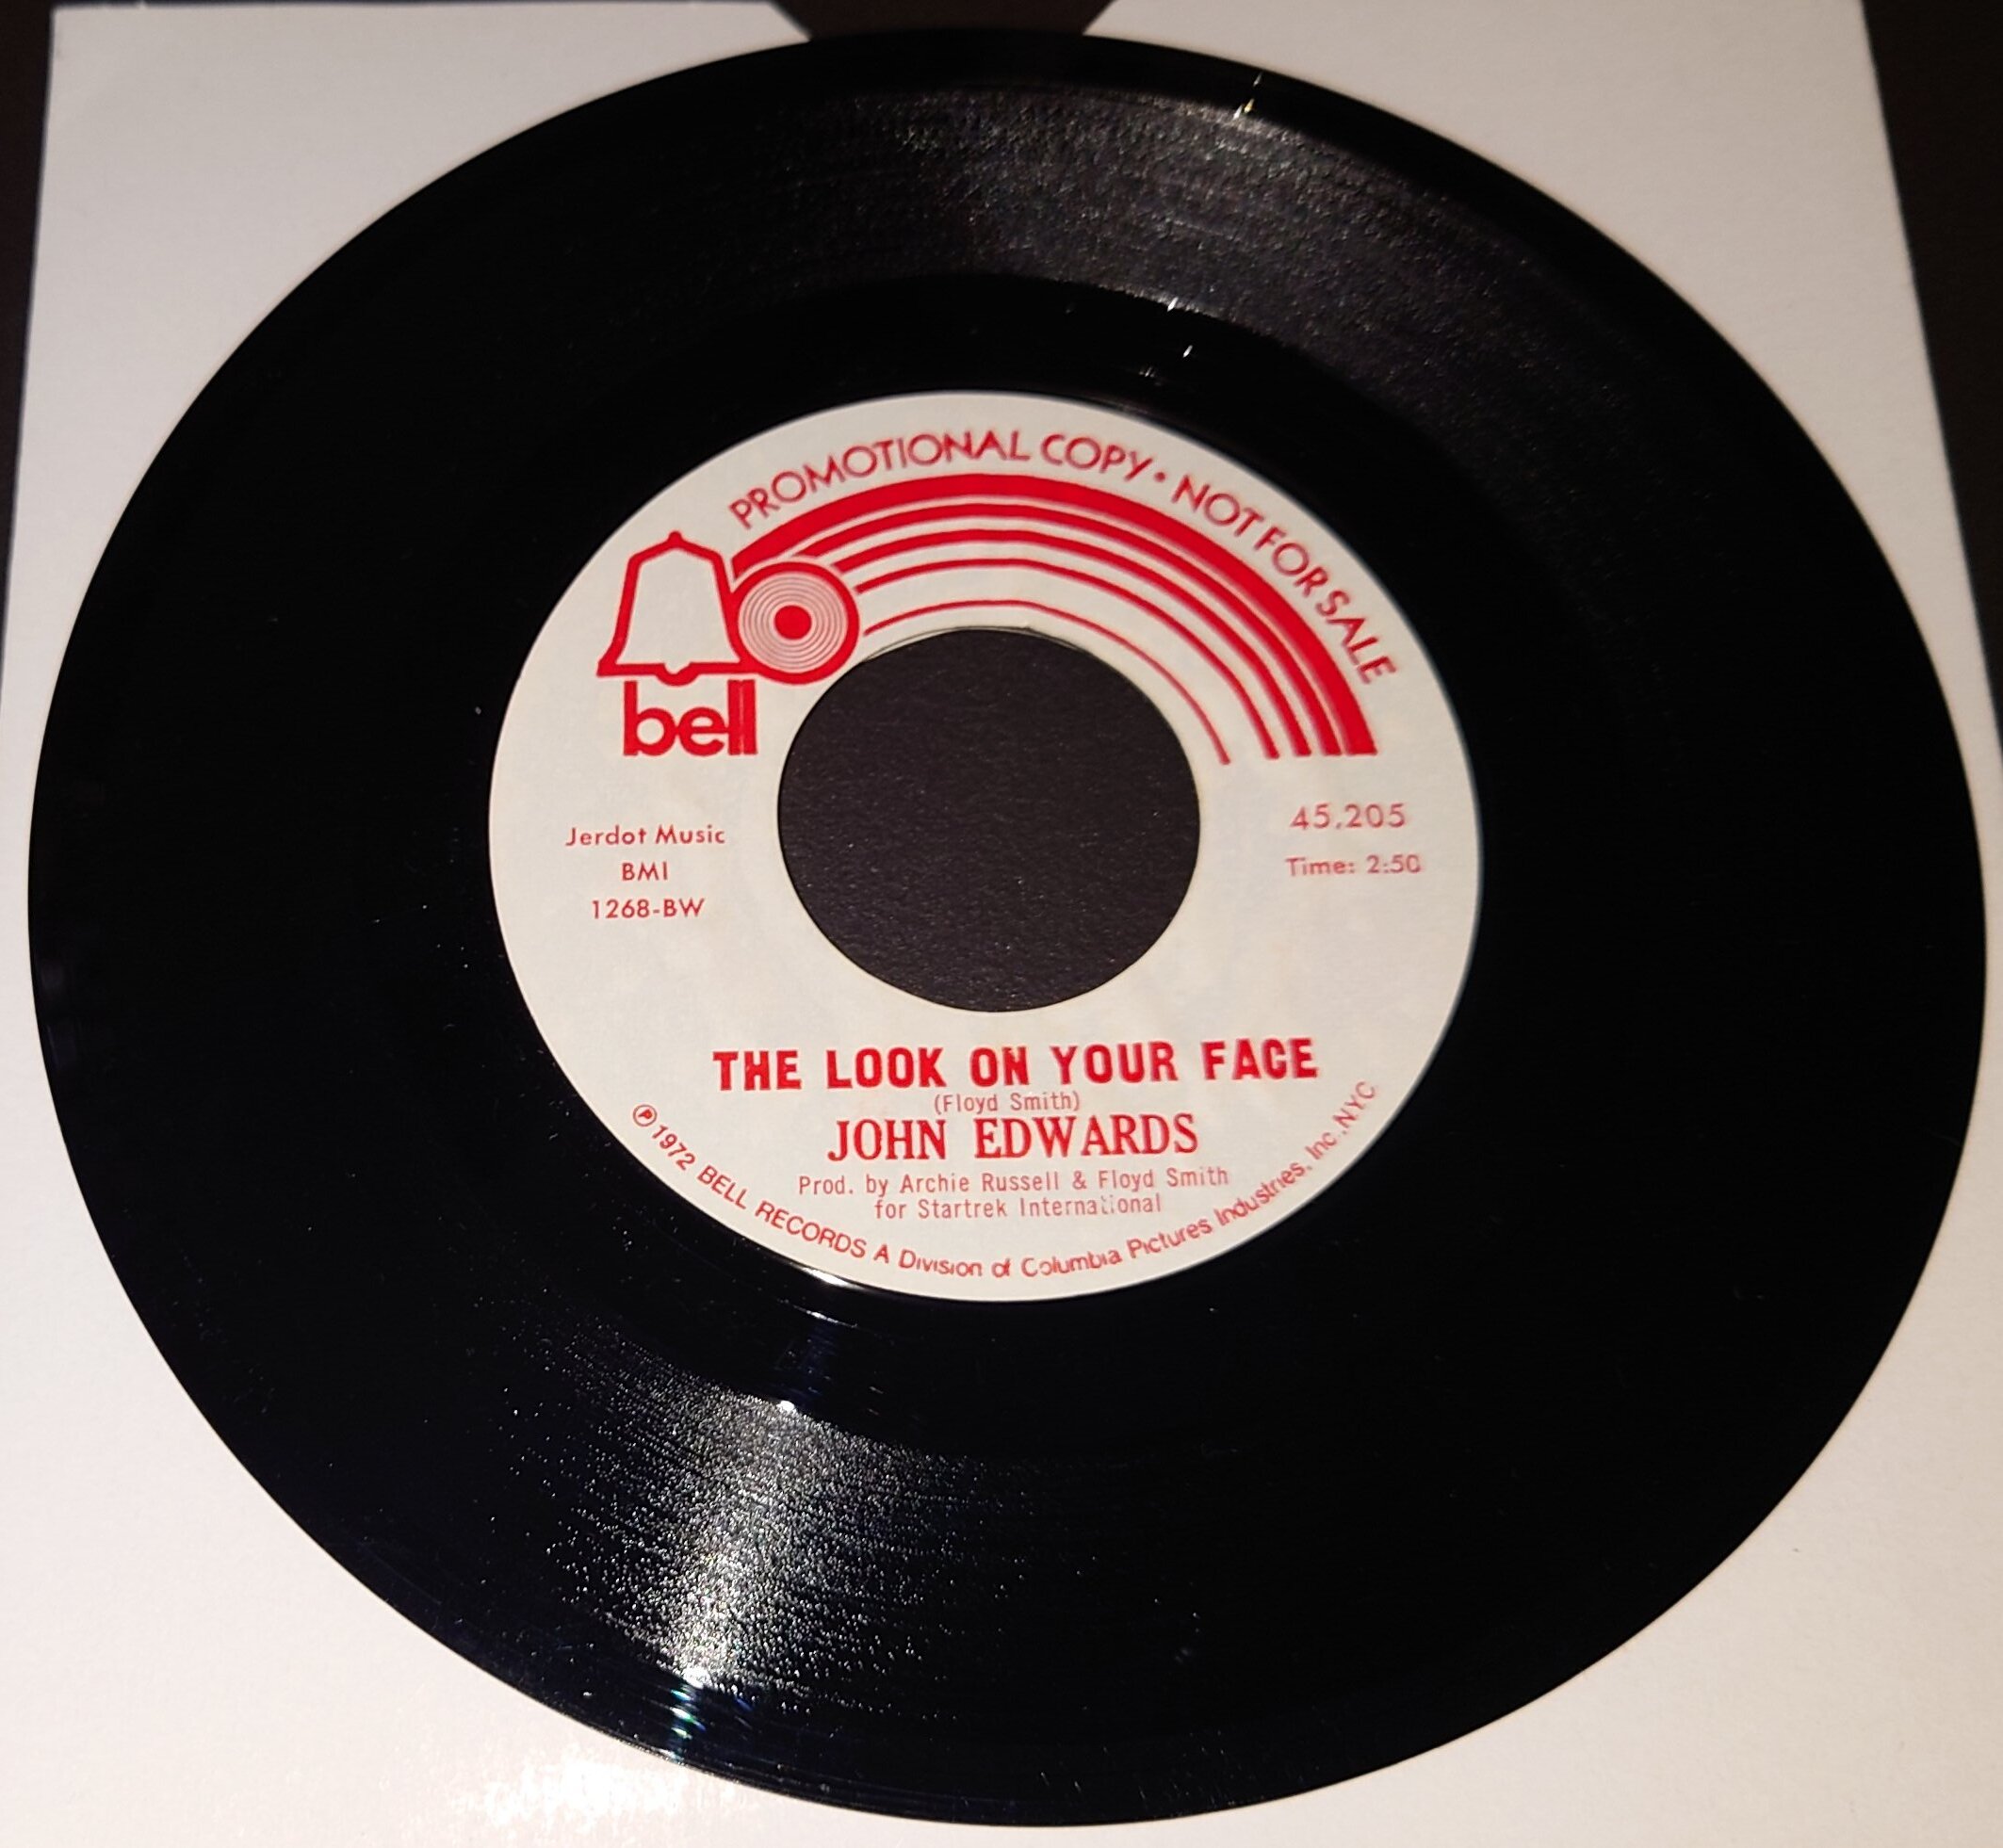 PROMOTIONAL COPY • NOT FOR SALE
bell
Jerdot Music
BMI
1268-BW
45,205
Time: 2:50
THE LOOK ON YOUR FACE
(Floyd Smith)
JOHN EDWARDS
Prod. by Archie Russell & Floyd Smith
for Startrek International
℗1972 BELL RECORDS A Division of Columbia Pictures Industries, Inc., N.Y.C.